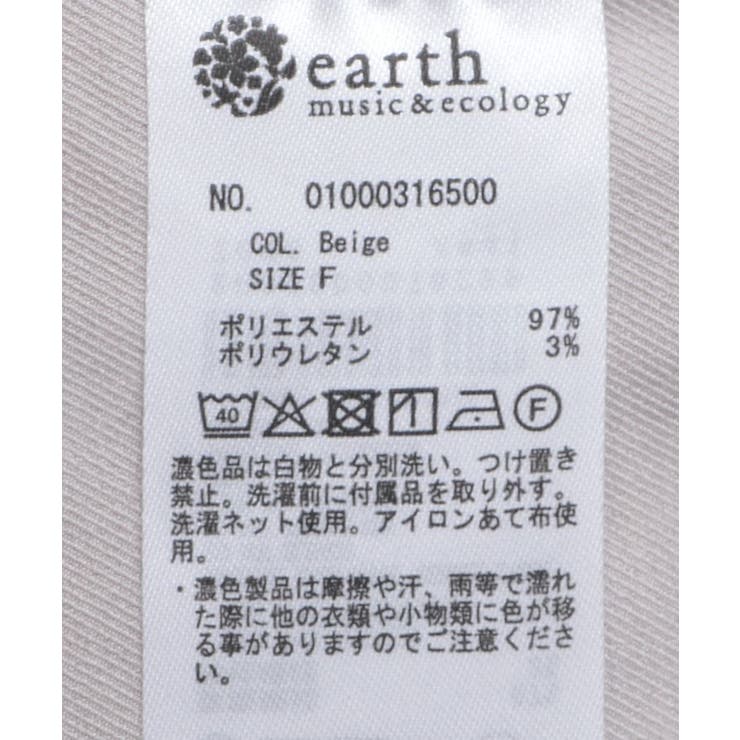 earth
music&ecology
NO. 01000316500
COL. Beige
SIZE F
ポリエステル 97%
ポリウレタン 3%
40 F
濃色品は白物と分別洗い。つけ置き
禁止。洗濯前に付属品を取り外す。
洗濯ネット使用。アイロンあて布使
用。
・濃色製品は摩擦や汗、雨等で濡れ
た際に他の衣類や小物類に色が移
る事がありますのでご注意くださ
い。